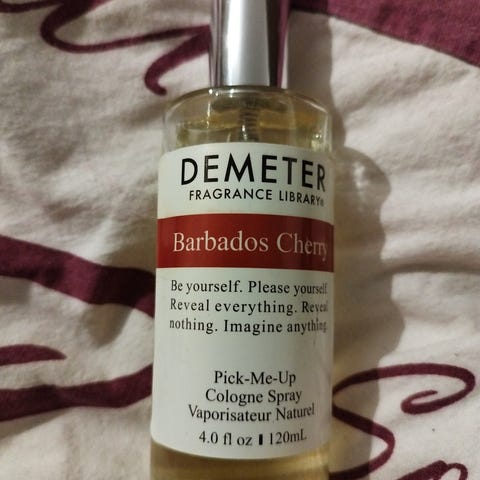 DEMETER
FRAGRANCE LIBRARY®
Barbados Cherry
Be yourself. Please yourself.
Reveal everything. Reveal
nothing. Imagine anything.
Pick-Me-Up
Cologne Spray
Vaporisateur Naturel
4.0 fl oz ▮ 120mL